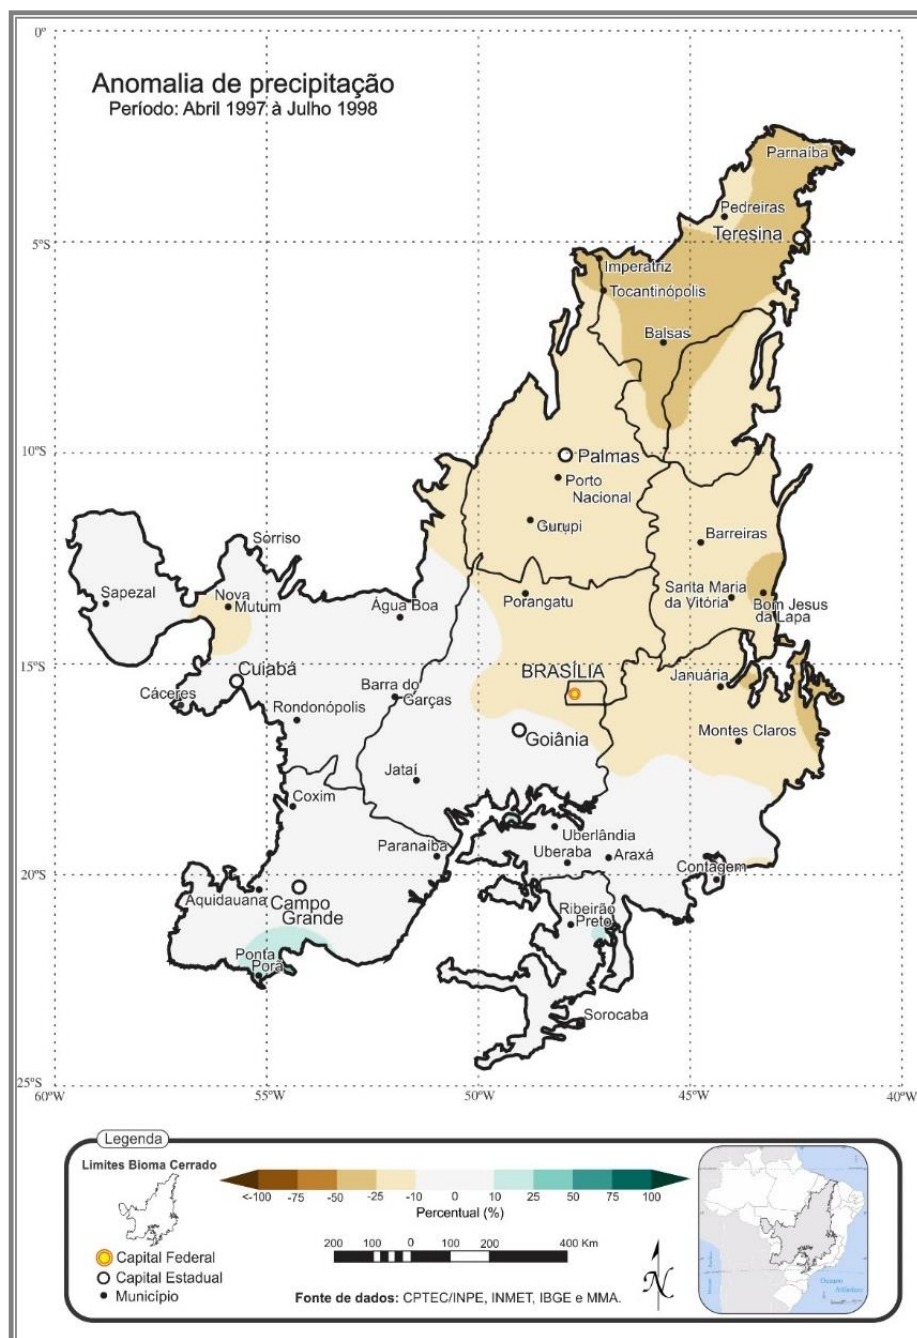 0°
Anomalia de precipitação
Período: Abril 1997 à Julho 1998
Parnaíba
Pedreiras
Teresina
5°S
Imperatriz
Tocantinópolis
Balsas
10°S
Palmas
Porto
Nacional
Gurupi
Barreiras
Sorriso
Sapezal
Nova
Mutum
Água Boa
Porangatu
Santa Maria
da Vitória
Bom Jesus
da Lapa
15°S
Cuiabá
BRASÍLIA
Januária
Cáceres
Barra do
Garças
Rondonópolis
Goiânia
Montes Claros
Jataí
Coxim
Paranaíba
Uberlândia
Uberaba
Araxá
Contagem
20°S
Aquidauana
Campo
Grande
Ribeirão
Preto
Ponta
Porã
Sorocaba
25°S
60°W
55°W
50°W
45°W
40°W
Legenda
Limites Bioma Cerrado
<-100 -75 -50 -25 -10 0 10 25 50 75 100
Percentual (%)
200 100 0 100 200 400 Km
Capital Federal
Capital Estadual
Município
Fonte de dados: CPTEC/INPE, INMET, IBGE e MMA.
N
Oceano
Atlântico